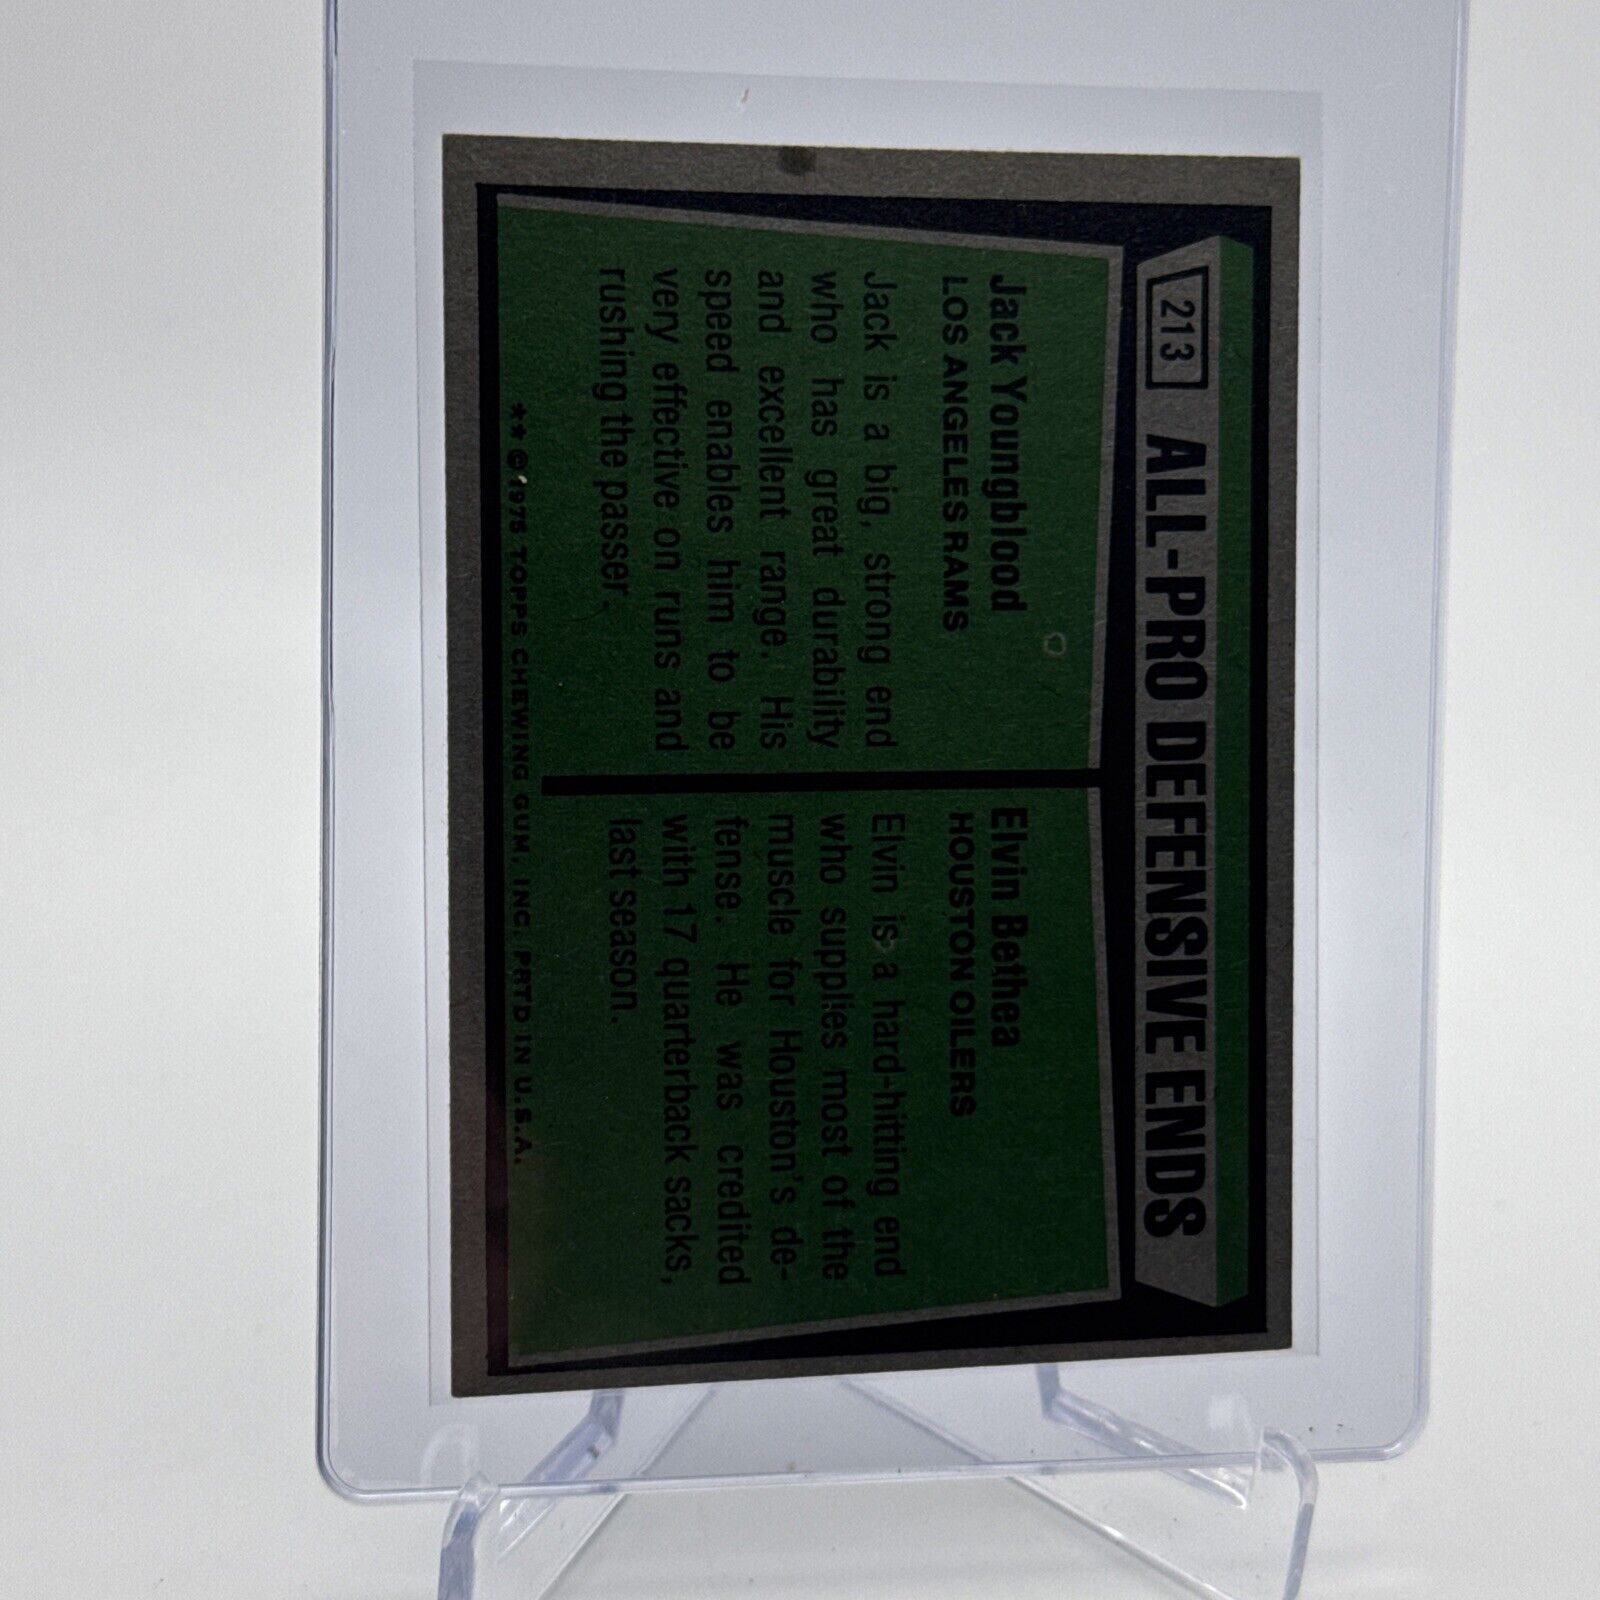 213 ALL-PRO DEFENSIVE ENDS
Jack Youngblood
LOS ANGELES RAMS
Jack is a big, strong end
who has great durability
and excellent range. His
speed enables him to be
very effective on runs and
rushing the passer.
Elvin Bethea
HOUSTON OILERS
Elvin is a hard-hitting end
who supplies most of the
muscle for Houston's de-
fense. He was credited
with 17 quarterback sacks,
last season.
** © 1975 TOPPS CHEWING GUM, INC. PRTD IN U.S.A.